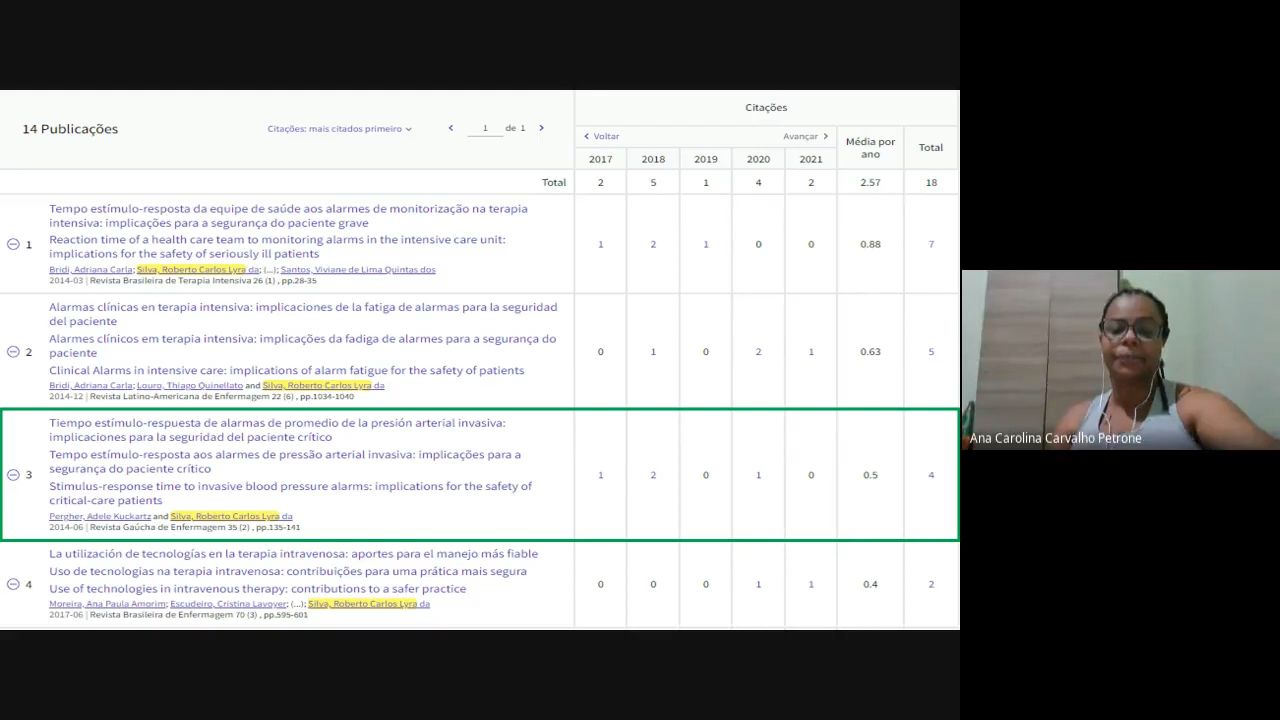 14 Publicações
Citações: mais citados primeiro
1 de 1
Citações
Voltar
Avançar
Média por ano
Total
2017 2018 2019 2020 2021
Total 2 5 1 4 2 2.57 18
1
Tempo estímulo-resposta da equipe de saúde aos alarmes de monitorização na terapia
intensiva: implicações para a segurança do paciente grave
Reaction time of a health care team to monitoring alarms in the intensive care unit:
implications for the safety of seriously ill patients
Bridi, Adriana Carla; Silva, Roberto Carlos Lyra da; (...); Santos, Viviane de Lima Quintas dos
2014-03 | Revista Brasileira de Terapia Intensiva 26 (1) , pp.28-35
1 2 1 0 0 0.88 7
2
Alarmas clínicas en terapia intensiva: implicaciones de la fatiga de alarmas para la seguridad
del paciente
Alarmes clínicos em terapia intensiva: implicações da fadiga de alarmes para a segurança do
paciente
Clinical Alarms in intensive care: implications of alarm fatigue for the safety of patients
Bridi, Adriana Carla; Louro, Thiago Quinellato and Silva, Roberto Carlos Lyra da
2014-12 | Revista Latino-Americana de Enfermagem 22 (6) , pp.1034-1040
0 1 0 2 1 0.63 5
3
Tiempo estímulo-respuesta de alarmas de promedio de la presión arterial invasiva:
implicaciones para la seguridad del paciente crítico
Tempo estímulo-resposta aos alarmes de pressão arterial invasiva: implicações para a
segurança do paciente crítico
Stimulus-response time to invasive blood pressure alarms: implications for the safety of
critical-care patients
Pergher, Adele Kuckartz and Silva, Roberto Carlos Lyra da
2014-06 | Revista Gaúcha de Enfermagem 35 (2) , pp.135-141
1 2 0 1 0 0.5 4
4
La utilización de tecnologías en la terapia intravenosa: aportes para el manejo más fiable
Uso de tecnologias na terapia intravenosa: contribuições para uma prática mais segura
Use of technologies in intravenous therapy: contributions to a safer practice
Moreira, Ana Paula Amorim; Escudeiro, Cristina Lavoyer; (...); Silva, Roberto Carlos Lyra da
2017-06 | Revista Brasileira de Enfermagem 70 (3) , pp.595-601
0 0 0 1 1 0.4 2
Ana Carolina Carvalho Petrone